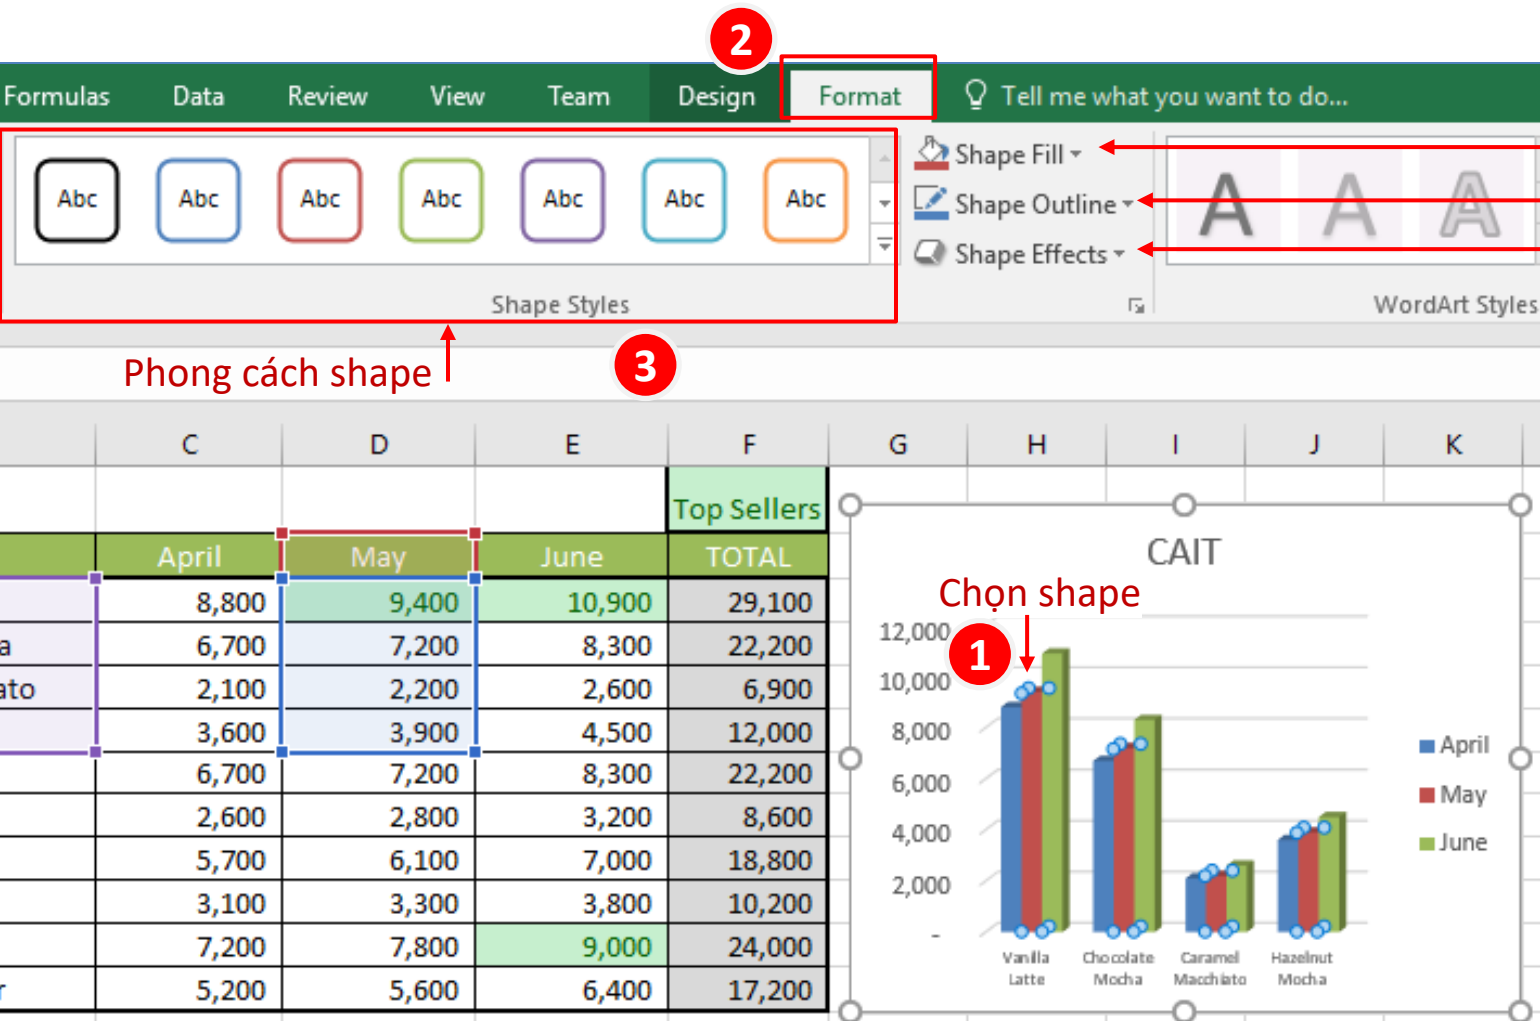 2
Formulas Data Review View Team Design Format Tell me what you want to do...
Abc Abc Abc Abc Abc Abc Abc
Shape Fill
Shape Outline
Shape Effects
A A A
Shape Styles
WordArt Styles
Phong cách shape
3
C D E F G H I J K
Top Sellers
April May June TOTAL
8,800 9,400 10,900 29,100
a 6,700 7,200 8,300 22,200
ato 2,100 2,200 2,600 6,900
3,600 3,900 4,500 12,000
6,700 7,200 8,300 22,200
2,600 2,800 3,200 8,600
5,700 6,100 7,000 18,800
3,100 3,300 3,800 10,200
7,200 7,800 9,000 24,000
r 5,200 5,600 6,400 17,200
CAIT
Chọn shape
1
12,000
10,000
8,000
6,000
4,000
2,000
-
Vanilla Latte
Chocolate Mocha
Caramel Macchiato
Hazelnut Mocha
April
May
June